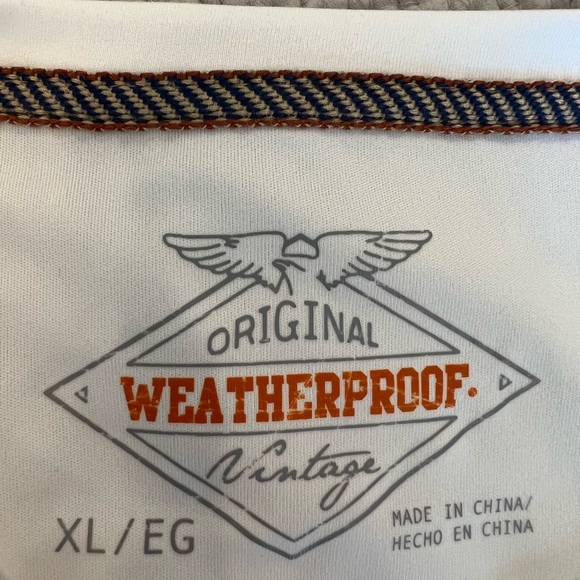 ORIGINAL
WEATHERPROOF.
Vintage
XL/EG
MADE IN CHINA/
HECHO EN CHINA